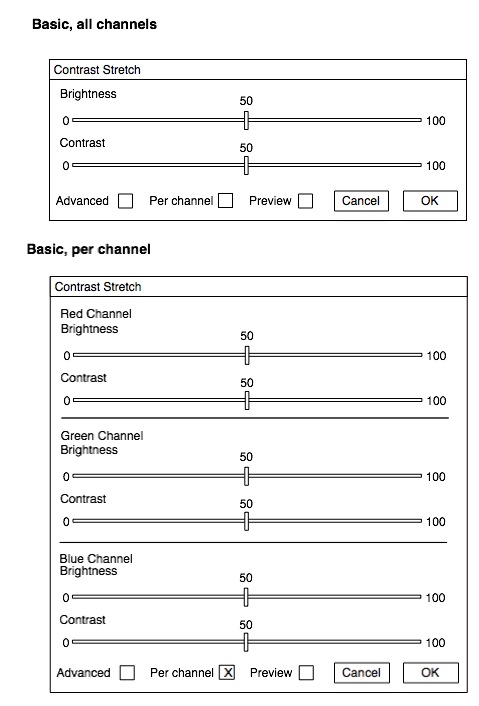 Basic, all channels
Contrast Stretch
Brightness
50
0 100
Contrast
50
0 100
Advanced Per channel Preview Cancel OK
Basic, per channel
Contrast Stretch
Red Channel
Brightness
50
0 100
Contrast
50
0 100
Green Channel
Brightness
50
0 100
Contrast
50
0 100
Blue Channel
Brightness
50
0 100
Contrast
50
0 100
Advanced Per channel X Preview Cancel OK